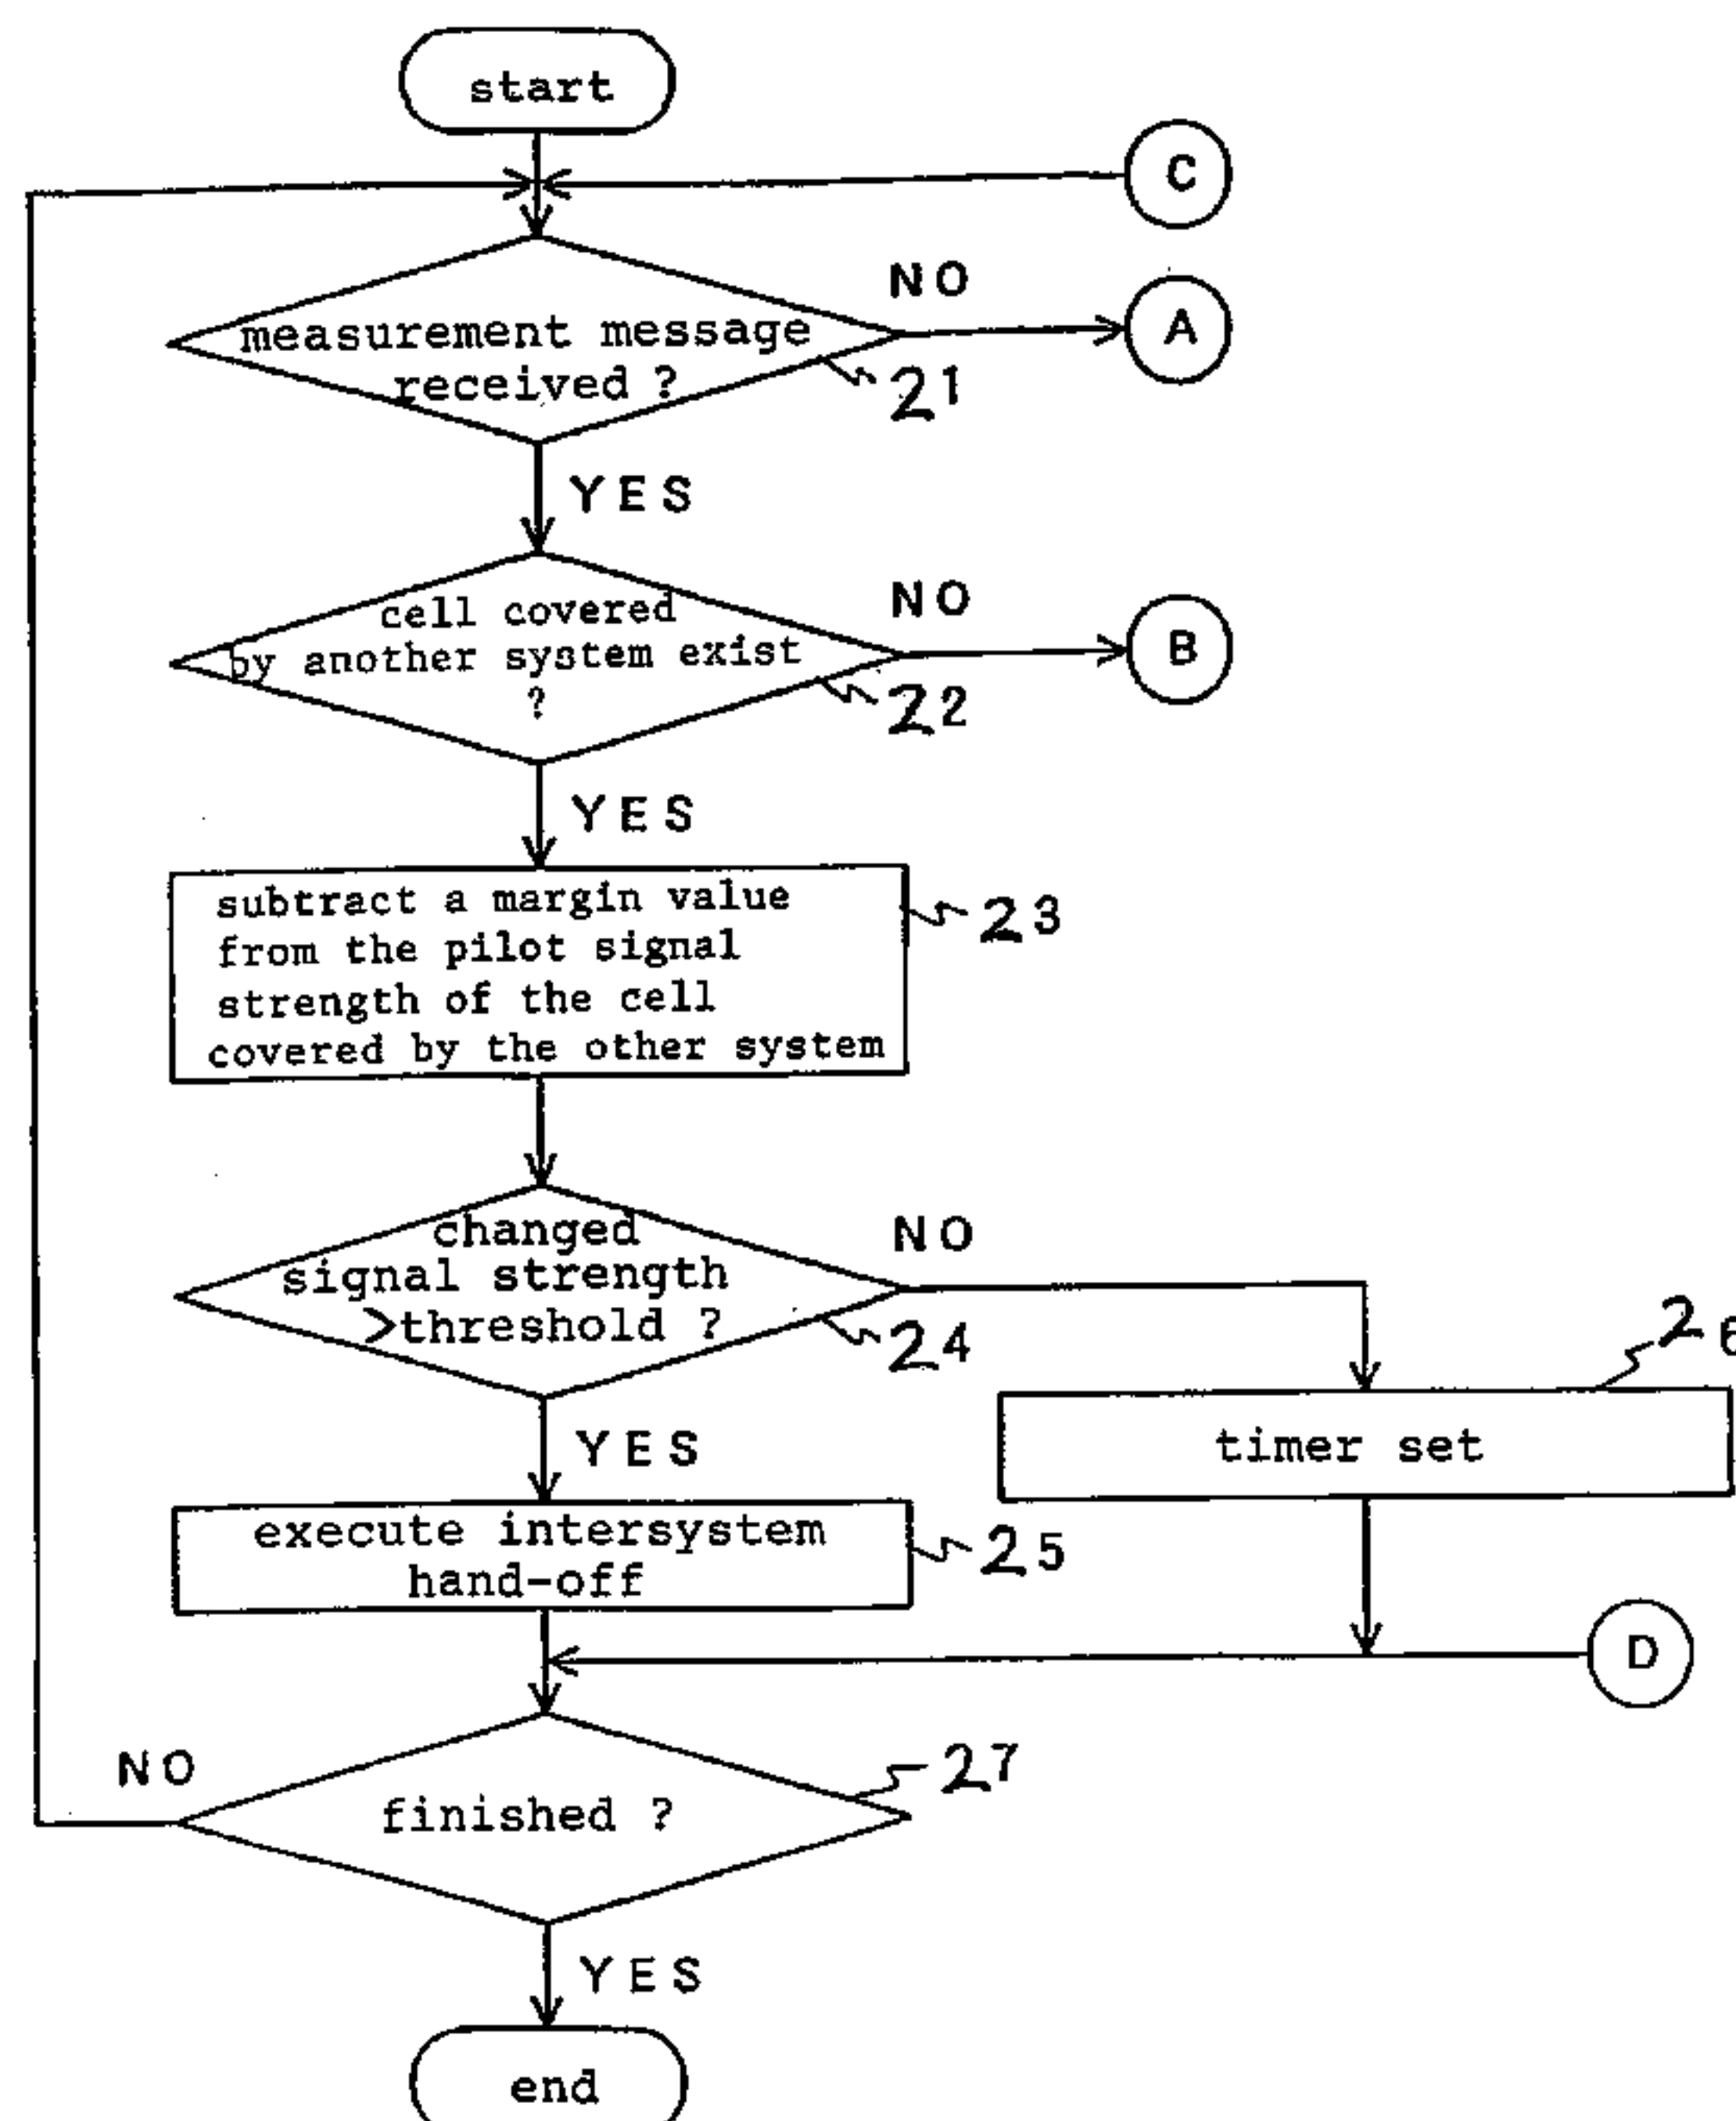 start
C
NO
A
measurement message
received ?
21
YES
NO
cell covered
by another system exist
?
B
22
YES
subtract a margin value
from the pilot signal
strength of the cell
covered by the other system
23
NO
changed
signal strength
>threshold ?
24
26
YES
timer set
execute intersystem
hand-off
25
D
NO
27
finished ?
YES
end